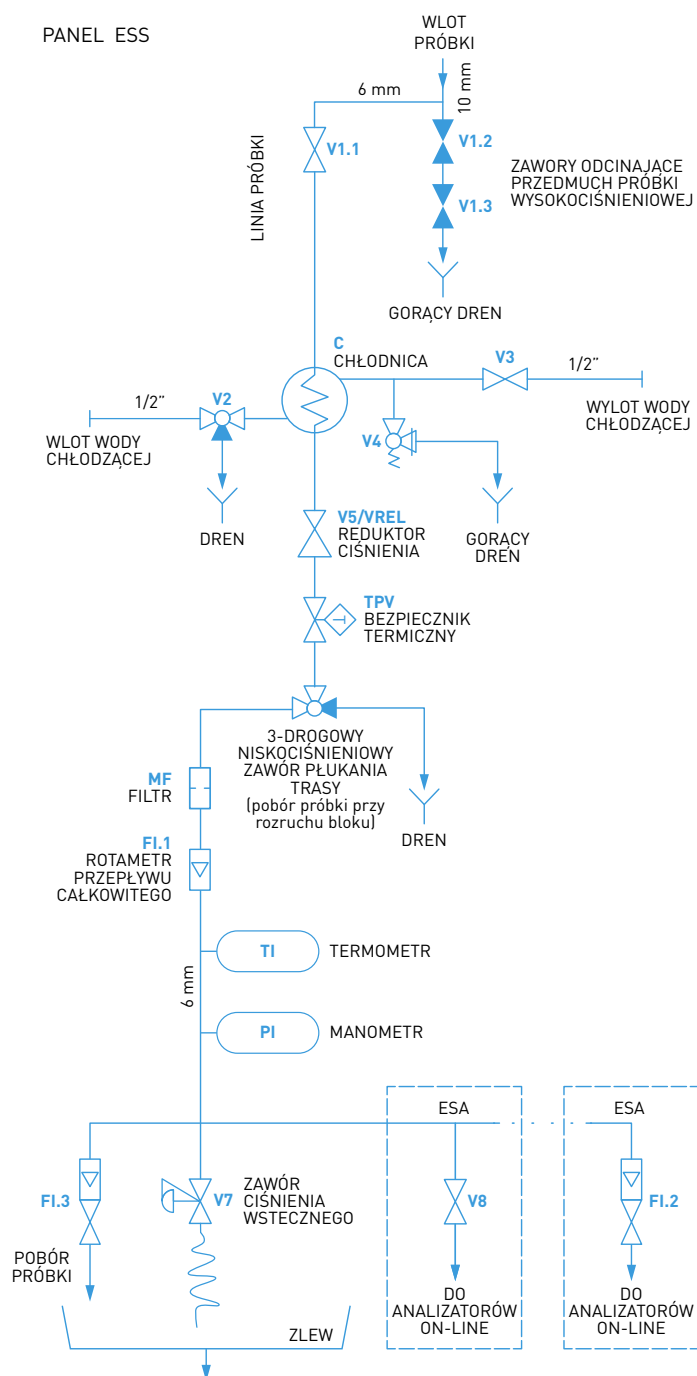 PANEL ESS
WLOT
PRÓBKI
6 mm
10 mm
V1.1
V1.2
V1.3
ZAWORY ODCINAJĄCE
PRZEDMUCH PRÓBKI
WYSOKOCIŚNIENIOWEJ
LINIA PRÓBKI
GORĄCY DREN
C
CHŁODNICA
V3
1/2”
WYLOT WODY
CHŁODZĄCEJ
1/2”
V2
WLOT WODY
CHŁODZĄCEJ
V4
DREN
GORĄCY
DREN
V5/VREL
REDUKTOR
CIŚNIENIA
TPV
BEZPIECZNIK
TERMICZNY
T
3-DROGOWY
NISKOCIŚNIENIOWY
ZAWÓR PŁUKANIA
TRASY
(pobór próbki przy
rozruchu bloku)
DREN
MF
FILTR
FI.1
ROTAMETR
PRZEPŁYWU
CAŁKOWITEGO
TI
TERMOMETR
6 mm
PI
MANOMETR
ESA
ESA
FI.3
V7
ZAWÓR
CIŚNIENIA
WSTECZNEGO
V8
FI.2
POBÓR
PRÓBKI
DO
ANALIZATORÓW
ON-LINE
DO
ANALIZATORÓW
ON-LINE
ZLEW